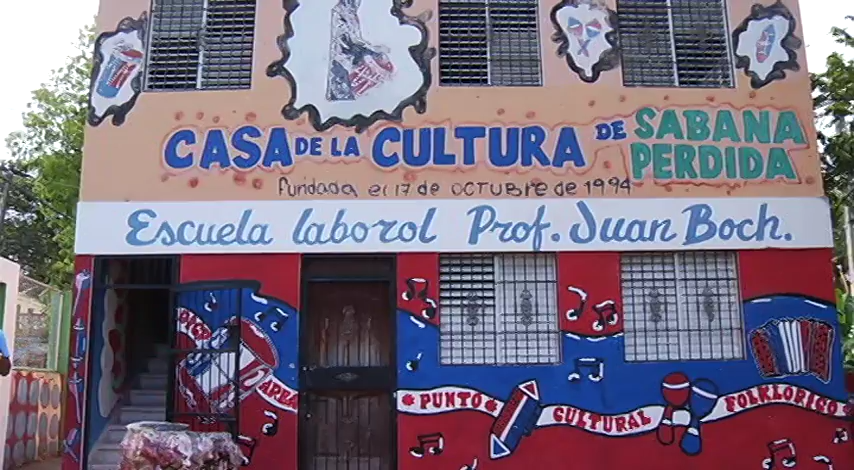 CASA DE LA CULTURA DE SABANA PERDIDA
Fundada el 17 de OCTUBRE de 1994
Escuela laborol Prof. Juan Boch.
PUNTO CULTURAL FOLKLORICO